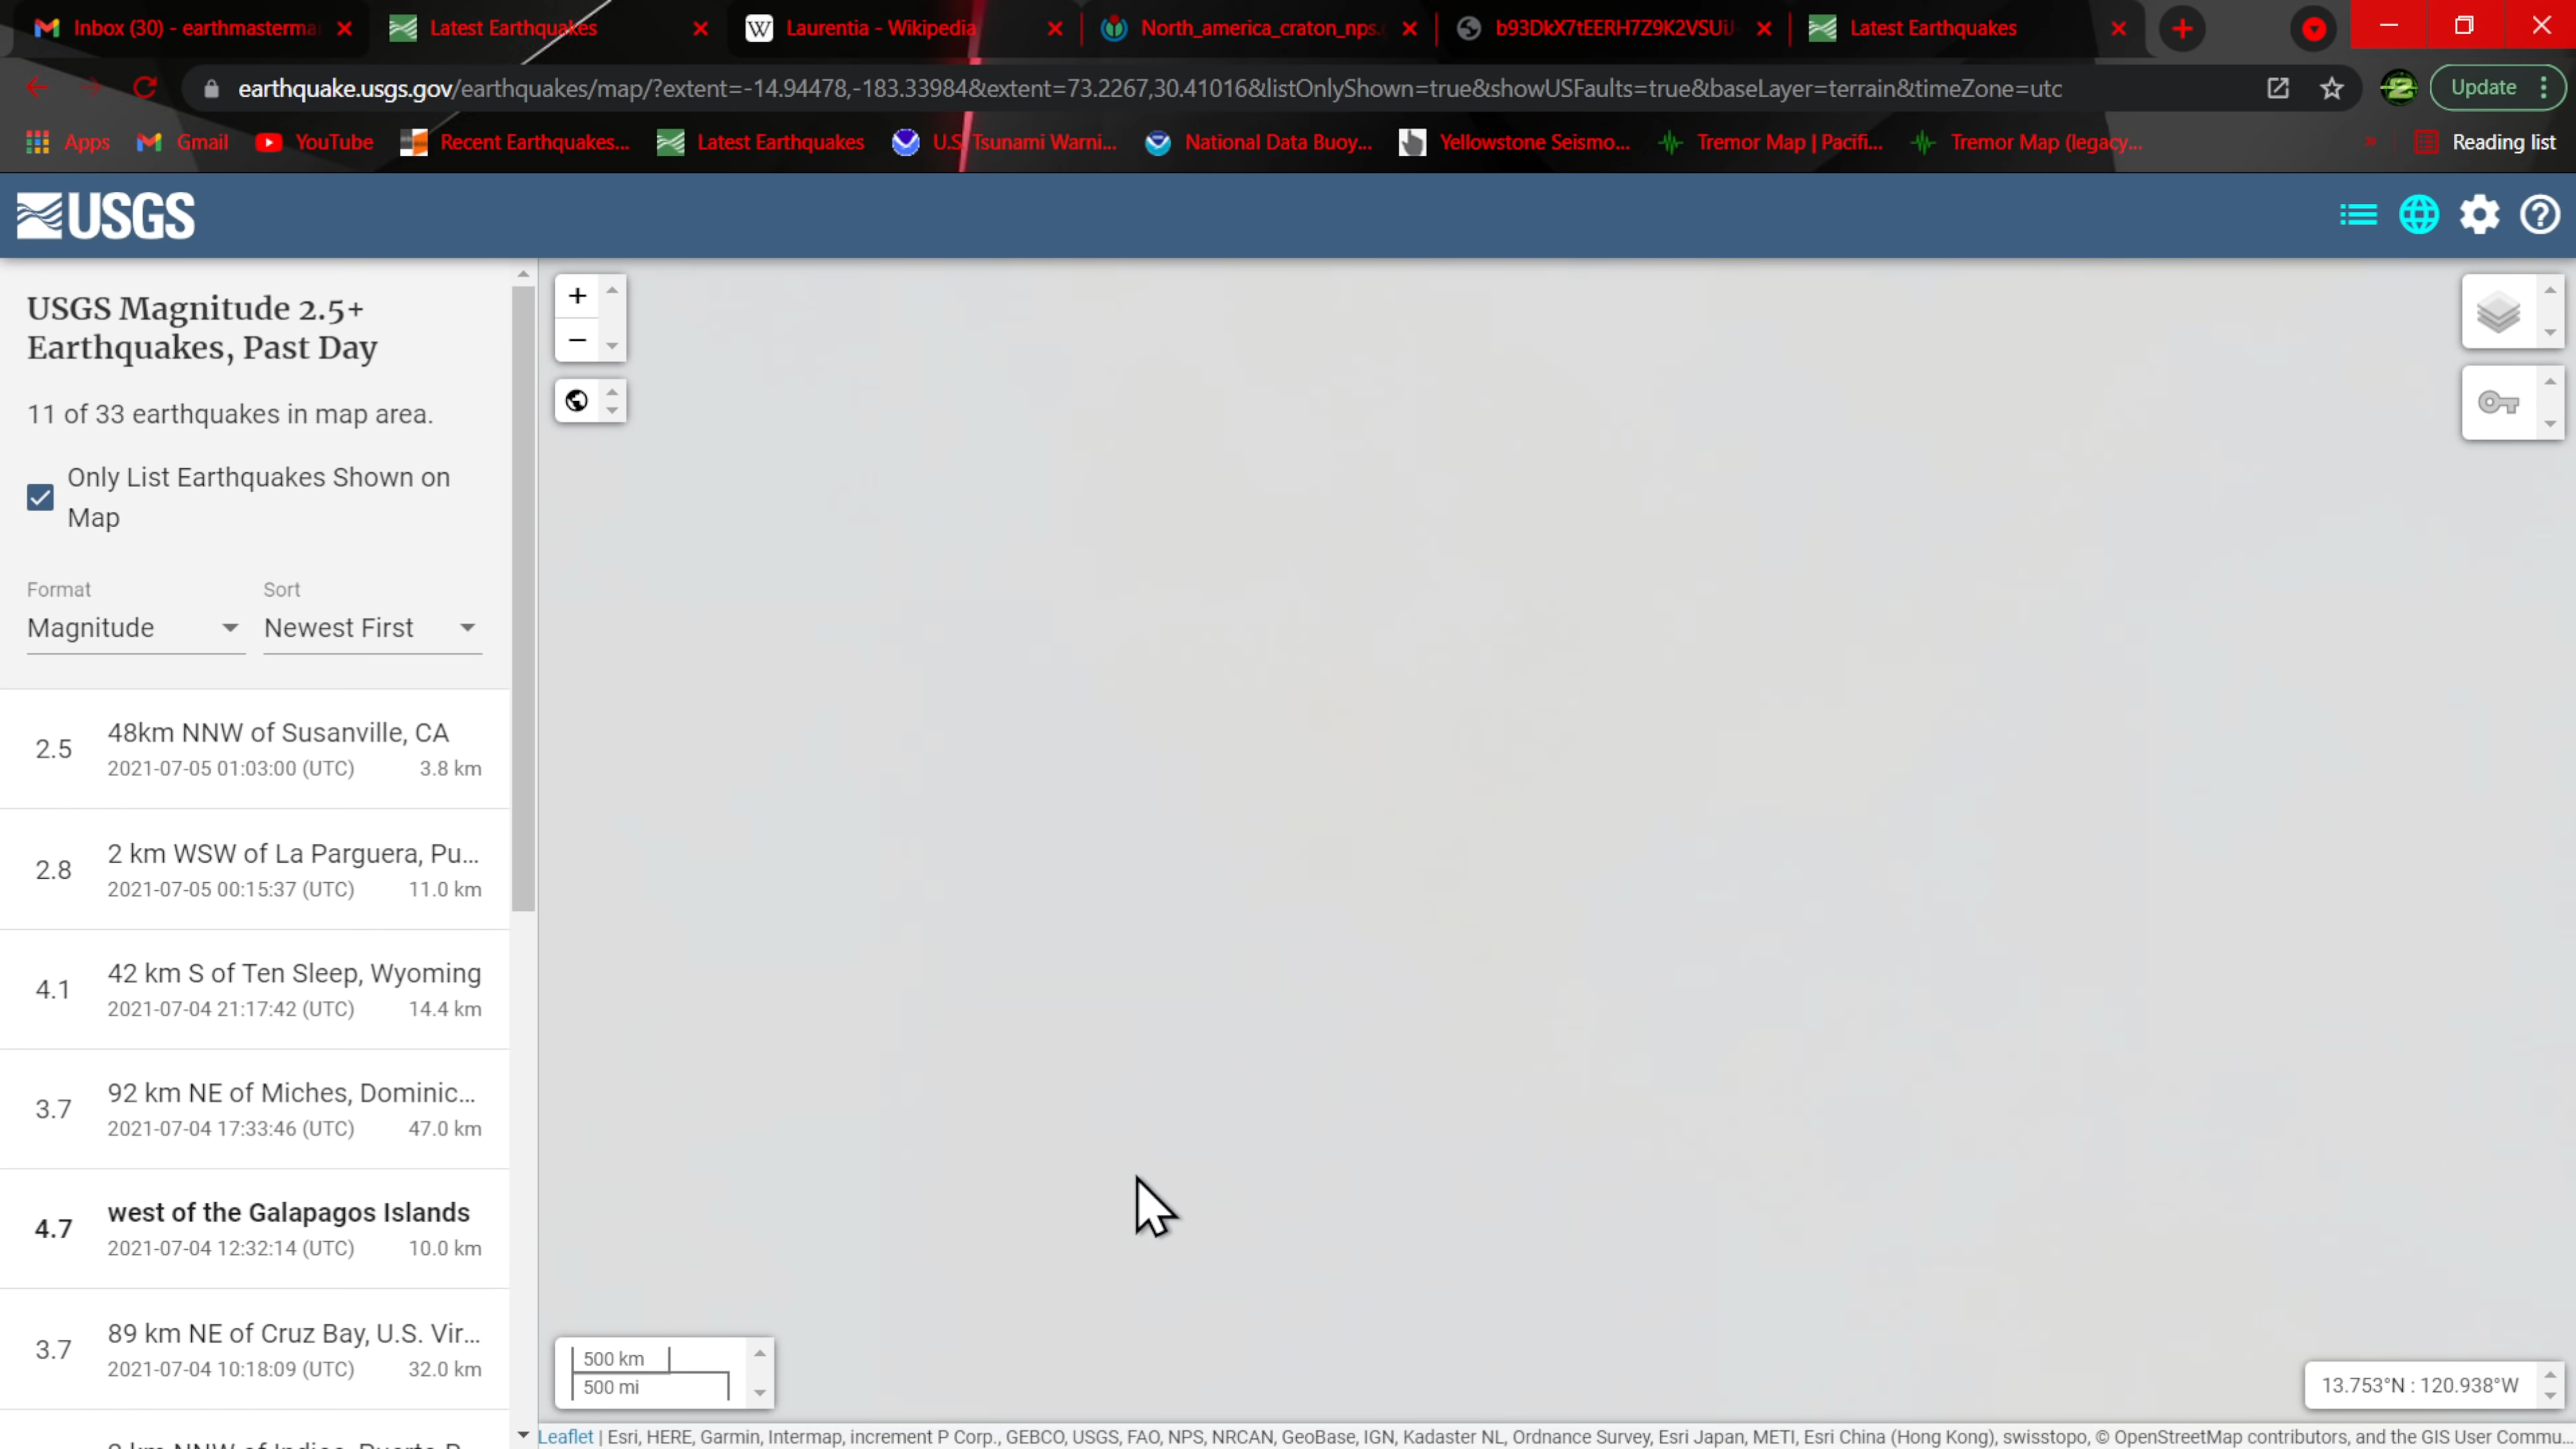 Inbox (30) - earthmasterma
Latest Earthquakes
Laurentia - Wikipedia
North_america_craton_nps.
Latest Earthquakes
earthquake.usgs.gov/earthquakes/map/?extent=-14.94478,-183.33984&extent=73.2267,30.41016&listOnlyShown=true&showUSFaults=true&baseLayer=terrain&timeZone=utc
Update
Apps
Gmail
YouTube
Recent Earthquakes...
Latest Earthquakes
U.S. Tsunami Warni...
National Data Buoy...
Yellowstone Seismo...
Tremor Map | Pacifi...
Tremor Map (legacy...
Reading list
USGS
USGS Magnitude 2.5+
Earthquakes, Past Day
11 of 33 earthquakes in map area.
Only List Earthquakes Shown on
Map
Format
Sort
Magnitude
Newest First
2.5
48km NNW of Susanville, CA
2021-07-05 01:03:00 (UTC)
3.8 km
2.8
2 km WSW of La Parguera, Pu...
2021-07-05 00:15:37 (UTC)
11.0 km
4.1
42 km S of Ten Sleep, Wyoming
2021-07-04 21:17:42 (UTC)
14.4 km
3.7
92 km NE of Miches, Dominic...
2021-07-04 17:33:46 (UTC)
47.0 km
4.7
west of the Galapagos Islands
2021-07-04 12:32:14 (UTC)
10.0 km
3.7
89 km NE of Cruz Bay, U.S. Vir...
2021-07-04 10:18:09 (UTC)
32.0 km
500 km
500 mi
13.753°N : 120.938°W
Leaflet | Esri, HERE, Garmin, Intermap, increment P Corp., GEBCO, USGS, FAO, NPS, NRCAN, GeoBase, IGN, Kadaster NL, Ordnance Survey, Esri Japan, METI, Esri China (Hong Kong), swisstopo, © OpenStreetMap contributors, and the GIS User Commu...